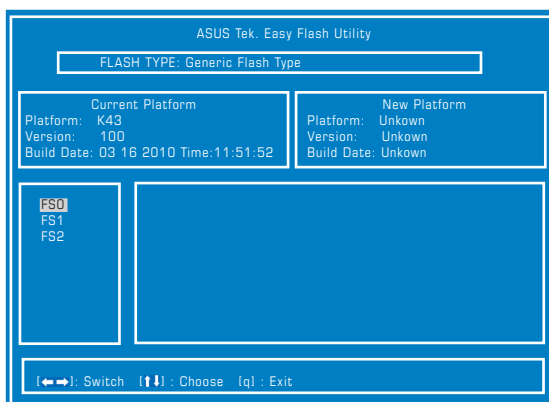 ASUS Tek. Easy Flash Utility
FLASH TYPE: Generic Flash Type
Current Platform
Platform: K43
Version: 100
Build Date: 03 16 2010 Time:11:51:52
New Platform
Platform: Unkown
Version: Unkown
Build Date: Unkown
FS0
FS1
FS2
[←→]: Switch [↑↓] : Choose [q] : Exit